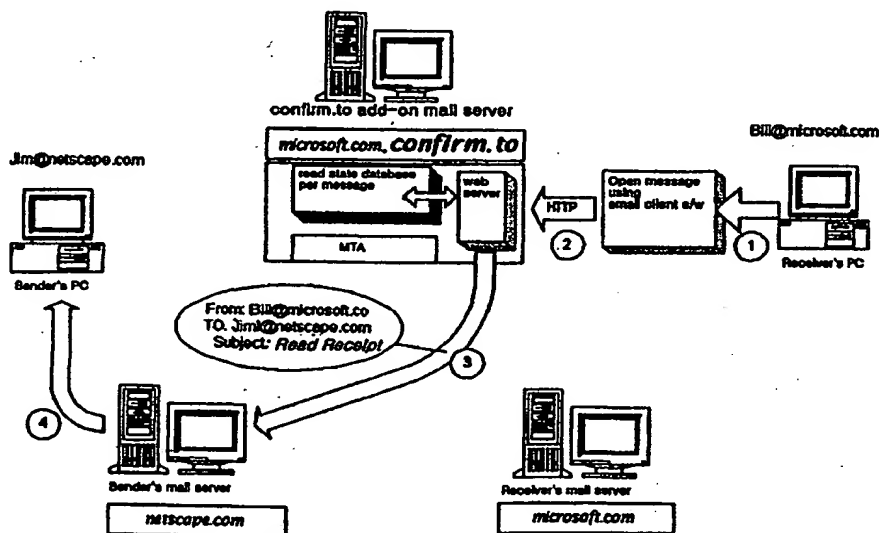 confirm.to add-on mail server
microsoft.com. confirm.to
Jim@netscape.com
Bill@microsoft.com
read state database
per message
web
server
MTA
HTTP
2
Open message
using
email client s/w
1
Receiver's PC
Sender's PC
From: Bill@microsoft.co
TO. Jiml@netscape.com
Subject: Read Receipt
3
4
Sender's mail server
netscape.com
Receiver's mail server
microsoft.com